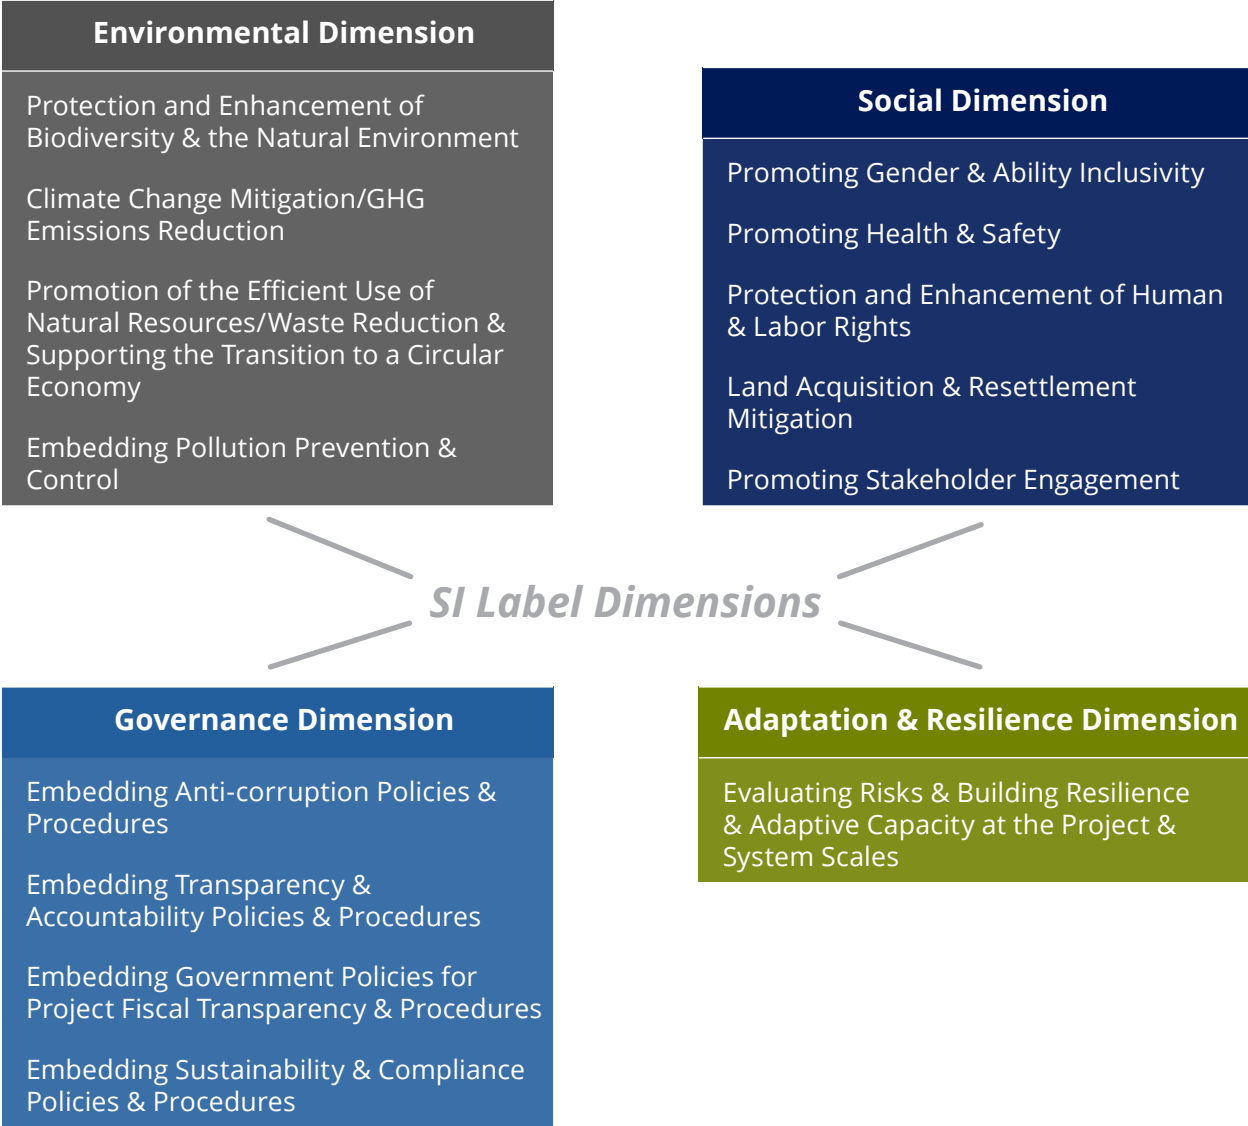 Environmental Dimension
Protection and Enhancement of
Biodiversity & the Natural Environment
Climate Change Mitigation/GHG
Emissions Reduction
Promotion of the Efficient Use of
Natural Resources/Waste Reduction &
Supporting the Transition to a Circular
Economy
Embedding Pollution Prevention &
Control
Social Dimension
Promoting Gender & Ability Inclusivity
Promoting Health & Safety
Protection and Enhancement of Human
& Labor Rights
Land Acquisition & Resettlement
Mitigation
Promoting Stakeholder Engagement
SI Label Dimensions
Governance Dimension
Embedding Anti-corruption Policies &
Procedures
Embedding Transparency &
Accountability Policies & Procedures
Embedding Government Policies for
Project Fiscal Transparency & Procedures
Embedding Sustainability & Compliance
Policies & Procedures
Adaptation & Resilience Dimension
Evaluating Risks & Building Resilience
& Adaptive Capacity at the Project &
System Scales